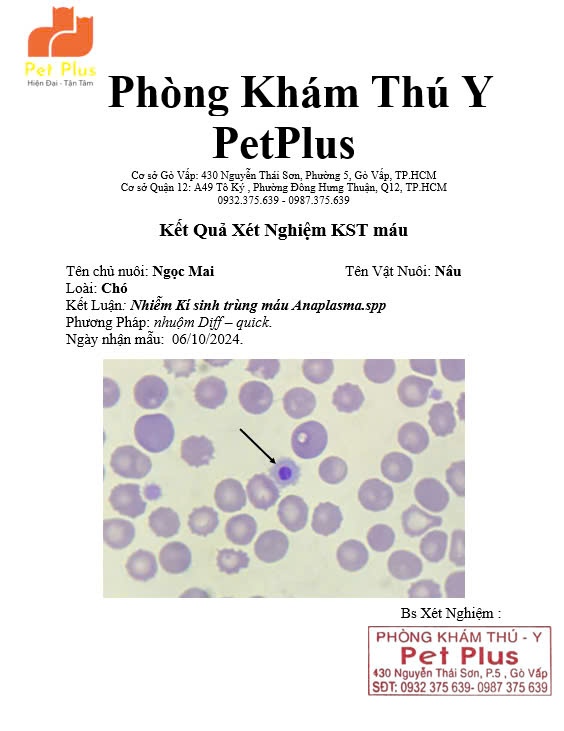 Pet Plus
Hiện Đại - Tận Tâm
Phòng Khám Thú Y
PetPlus
Cơ sở Gò Vấp: 430 Nguyễn Thái Sơn, Phường 5, Gò Vấp, TP.HCM
Cơ sở Quận 12: A49 Tô Ký , Phường Đông Hưng Thuận, Q12, TP.HCM
0932.375.639 - 0987.375.639
Kết Quả Xét Nghiệm KST máu
Tên chủ nuôi: Ngọc Mai Tên Vật Nuôi: Nâu
Loài: Chó
Kết Luận: Nhiễm Kí sinh trùng máu Anaplasma.spp
Phương Pháp: nhuộm Diff – quick.
Ngày nhận mẫu: 06/10/2024.
Bs Xét Nghiệm :
PHÒNG KHÁM THÚ - Y
Pet Plus
430 Nguyễn Thái Sơn, P.5 , Gò Vấp
SĐT: 0932 375 639- 0987 375 639